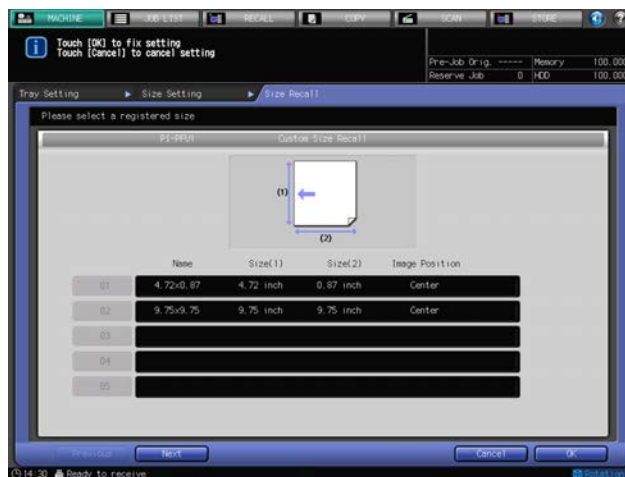 MACHINE JOB LIST RECALL COPY SCAN STORE
Touch [OK] to fix setting
Touch [Cancel] to cancel setting
Pre-Job Orig. ----- Memory 100.000
Reserve Job 0 HDD 100.000
Tray Setting Size Setting Size Recall
Please select a registered size
PI-PFU1 Custom Size Recall
(1)
(2)
Name Size(1) Size(2) Image Position
01 4.72x0.87 4.72 inch 0.87 inch Center
02 9.75x9.75 9.75 inch 9.75 inch Center
03
04
05
Previous Next Cancel OK
14:30 Ready to receive Rotation